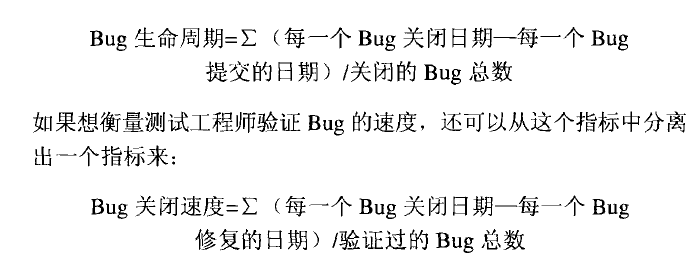 Bug 生命周期=Σ（每一个 Bug 关闭日期—每一个 Bug
提交的日期）/关闭的 Bug 总数
如果想衡量测试工程师验证 Bug 的速度，还可以从这个指标中分离
出一个指标来：
Bug 关闭速度=Σ（每一个 Bug 关闭日期—每一个 Bug
修复的日期）/验证过的 Bug 总数